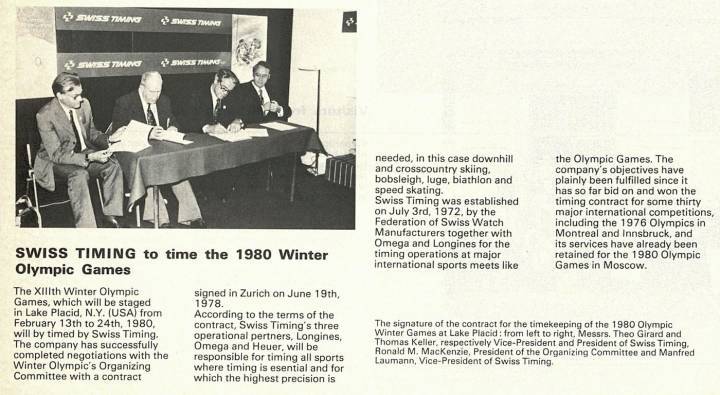 SWISS TIMING
SWISS TIMING
SWISS TIMING
SWISS TIMING
SWISS TIMING to time the 1980 Winter
Olympic Games
The XIIIth Winter Olympic
Games, which will be staged
in Lake Placid, N.Y. (USA) from
February 13th to 24th, 1980,
will by timed by Swiss Timing.
The company has successfully
completed negotiations with the
Winter Olympic's Organizing
Committee with a contract
signed in Zurich on June 19th,
1978.
According to the terms of the
contract, Swiss Timing's three
operational pertners, Longines,
Omega and Heuer, will be
responsible for timing all sports
where timing is esential and for
which the highest precision is
needed, in this case downhill
and crosscountry skiing,
bobsleigh, luge, biathlon and
speed skating.
Swiss Timing was established
on July 3rd, 1972, by the
Federation of Swiss Watch
Manufacturers together with
Omega and Longines for the
timing operations at major
international sports meets like
the Olympic Games. The
company's objectives have
plainly been fulfilled since it
has so far bid on and won the
timing contract for some thirty
major international competitions,
including the 1976 Olympics in
Montreal and Innsbruck, and
its services have already been
retained for the 1980 Olympic
Games in Moscow.
The signature of the contract for the timekeeping of the 1980 Olympic
Winter Games at Lake Placid : from left to right, Messrs. Theo Girard and
Thomas Keller, respectively Vice-President and President of Swiss Timing,
Ronald M. MacKenzie, President of the Organizing Committee and Manfred
Laumann, Vice-President of Swiss Timing.